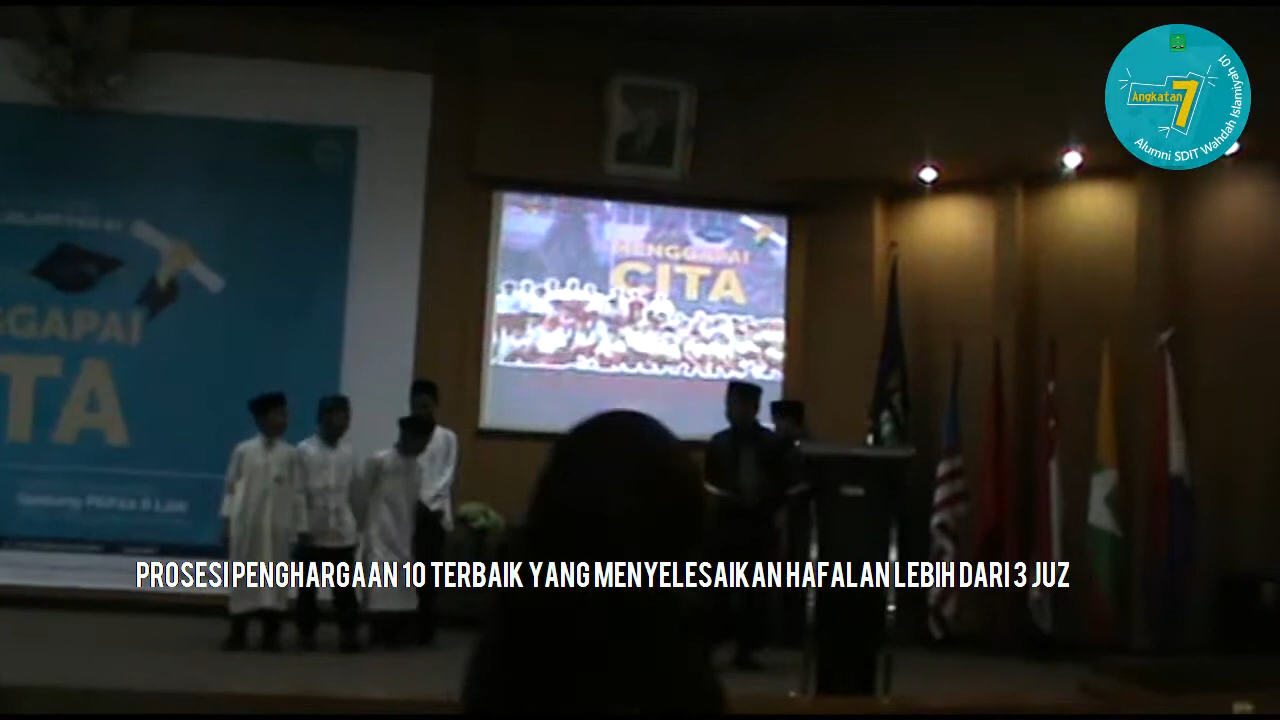 Angkatan 7
Alumni SDIT Wahdah Islamiyah 01
MENGGAPAI
CITA
GGAPAI
TA
PROSESI PENGHARGAAN 10 TERBAIK YANG MENYELESAIKAN HAFALAN LEBIH DARI 3 JUZ